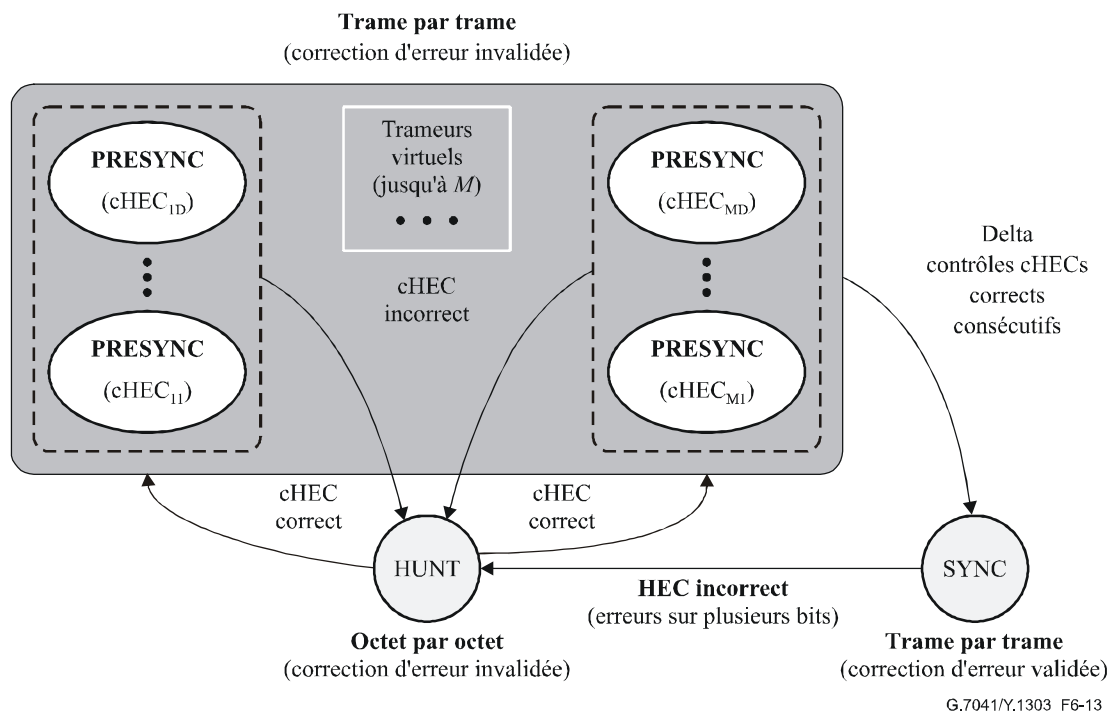 Trame par trame
(correction d'erreur invalidée)
PRESYNC
(cHEC1D)
PRESYNC
(cHEC11)
Trameurs
virtuels
(jusqu'à M)
cHEC
incorrect
PRESYNC
(cHECMD)
PRESYNC
(cHECM1)
Delta
contrôles cHECs
corrects
consécutifs
cHEC
correct
cHEC
correct
HUNT
Octet par octet
(correction d'erreur invalidée)
HEC incorrect
(erreurs sur plusieurs bits)
SYNC
Trame par trame
(correction d'erreur validée)
G.7041/Y.1303_F6-13